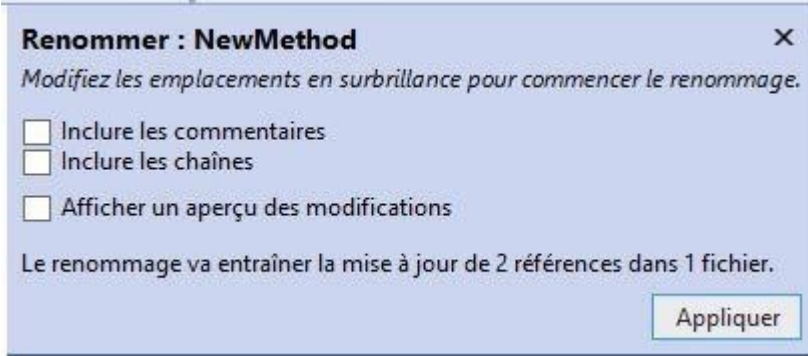 Renommer : NewMethod
Modifiez les emplacements en surbrillance pour commencer le renommage.
Inclure les commentaires
Inclure les chaînes
Afficher un aperçu des modifications
Le renommage va entraîner la mise à jour de 2 références dans 1 fichier.
Appliquer